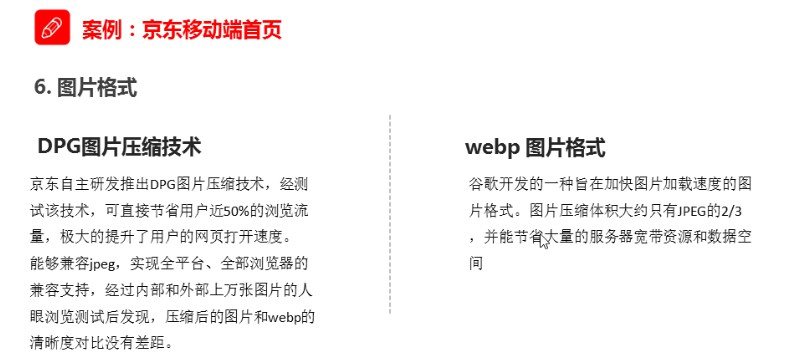 案例：京东移动端首页
6. 图片格式
DPG图片压缩技术
京东自主研发推出DPG图片压缩技术，经测
试该技术，可直接节省用户近50%的浏览流
量，极大的提升了用户的网页打开速度。
能够兼容jpeg，实现全平台、全部浏览器的
兼容支持，经过内部和外部上万张图片的人
眼浏览测试后发现，压缩后的图片和webp的
清晰度对比没有差距。
webp 图片格式
谷歌开发的一种旨在加快图片加载速度的图
片格式。图片压缩体积大约只有JPEG的2/3
，并能节省大量的服务器宽带资源和数据空
间